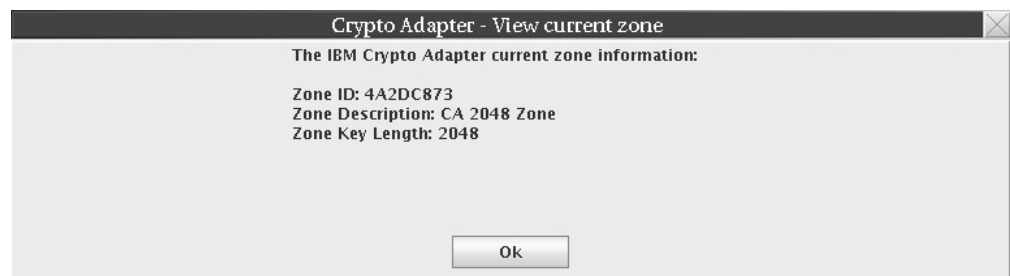 Crypto Adapter - View current zone
The IBM Crypto Adapter current zone information:
Zone ID: 4A2DC873
Zone Description: CA 2048 Zone
Zone Key Length: 2048
Ok